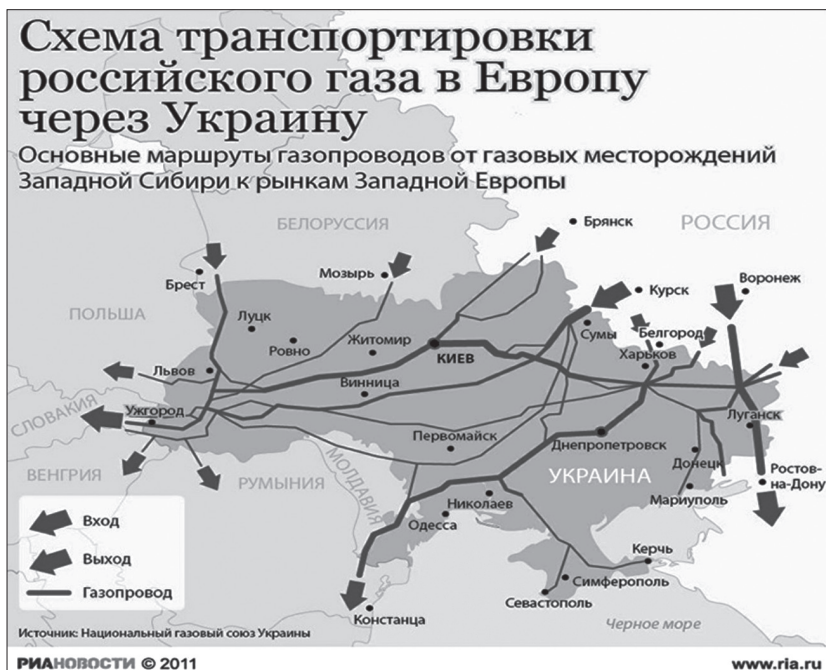 Схема транспортировки
российского газа в Европу
через Украину
Основные маршруты газопроводов от газовых месторождений
Западной Сибири к рынкам Западной Европы
БЕЛОРУССИЯ
Брянск
РОССИЯ
Брест
Мозырь
Курск
Воронеж
ПОЛЬША
Луцк
Ровно
Житомир
КИЕВ
Сумы
Белгород
Харьков
Львов
Винница
СЛОВАКИЯ
Ужгород
Первомайск
Днепропетровск
Луганск
ВЕНГРИЯ
РУМЫНИЯ
МОЛДАВИЯ
УКРАИНА
Донецк
Ростов-
на-Дону
Мариуполь
Николаев
Одесса
Вход
Выход
Газопровод
Керчь
Симферополь
Севастополь
Констанца
Черное море
Источник: Национальный газовый союз Украины
РИАНОВОСТИ © 2011
www.ria.ru